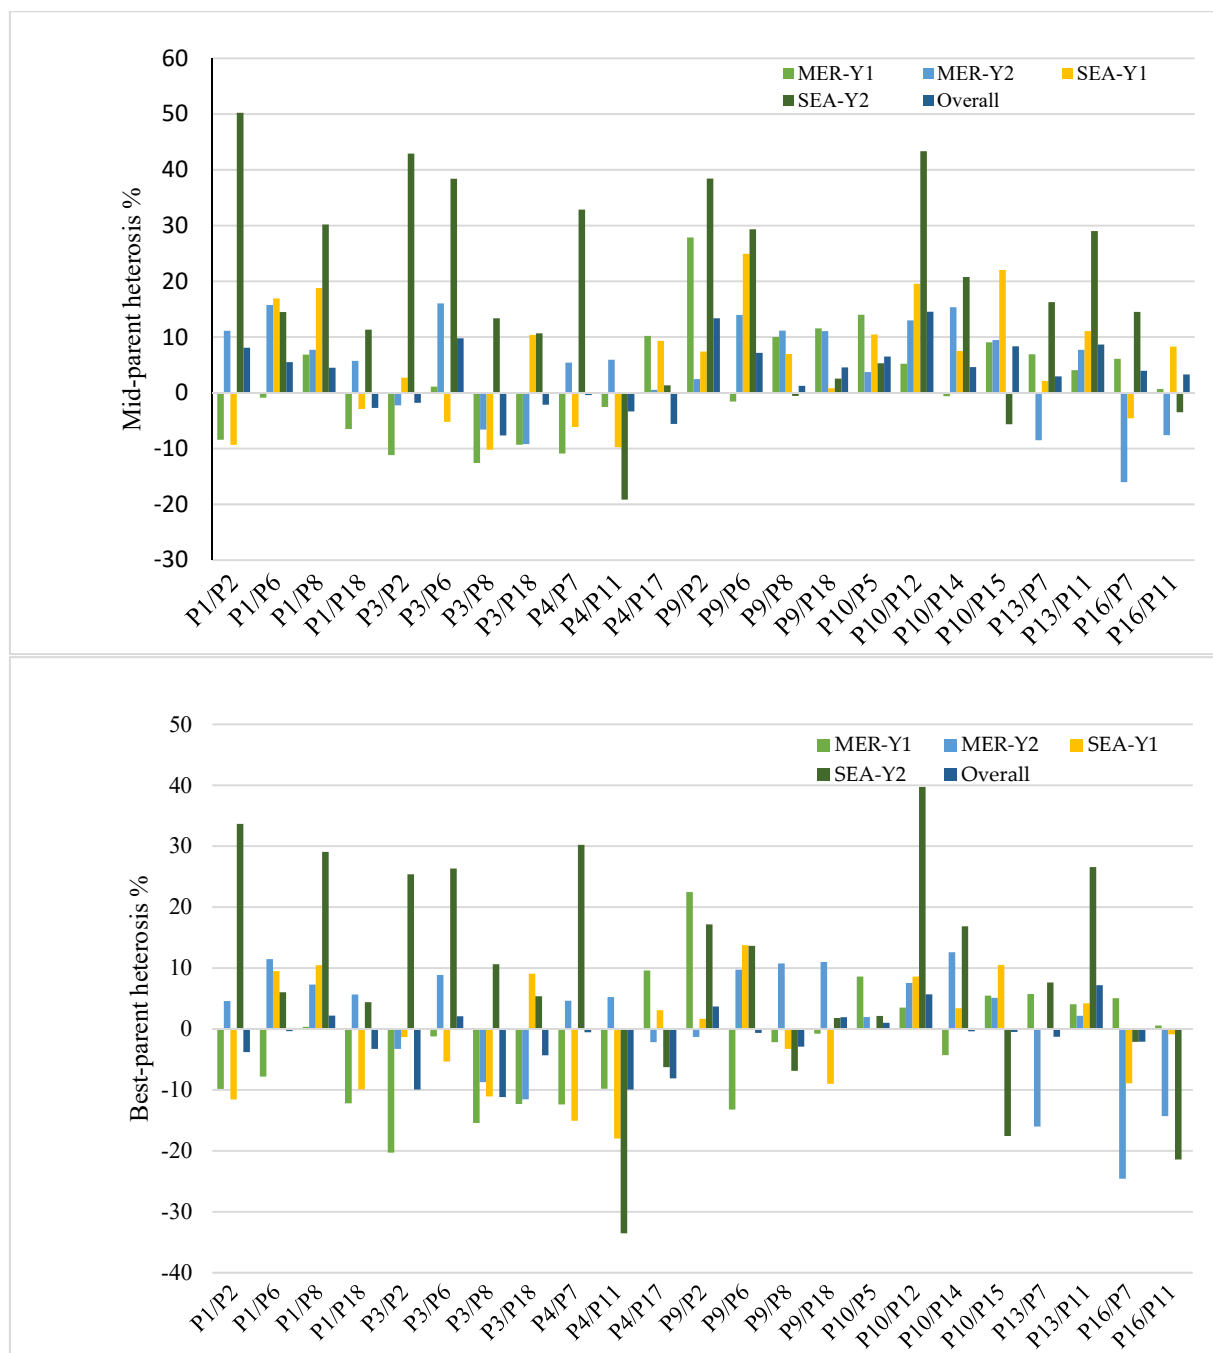 Mid-parent heterosis %
60
50
40
30
20
10
0
-10
-20
-30
MER-Y1 MER-Y2 SEA-Y1
SEA-Y2 Overall
P1/P2 P1/P6 P1/P8 P1/P18 P3/P2 P3/P6 P3/P8 P3/P18 P4/P7 P4/P11 P4/P17 P9/P2 P9/P6 P9/P8 P9/P18 P10/P5 P10/P12 P10/P14 P10/P15 P13/P7 P13/P11 P16/P7 P16/P11
Best-parent heterosis %
50
40
30
20
10
0
-10
-20
-30
-40
MER-Y1 MER-Y2 SEA-Y1
SEA-Y2 Overall
P1/P2 P1/P6 P1/P8 P1/P18 P3/P2 P3/P6 P3/P8 P3/P18 P4/P7 P4/P11 P4/P17 P9/P2 P9/P6 P9/P8 P9/P18 P10/P5 P10/P12 P10/P14 P10/P15 P13/P7 P13/P11 P16/P7 P16/P11